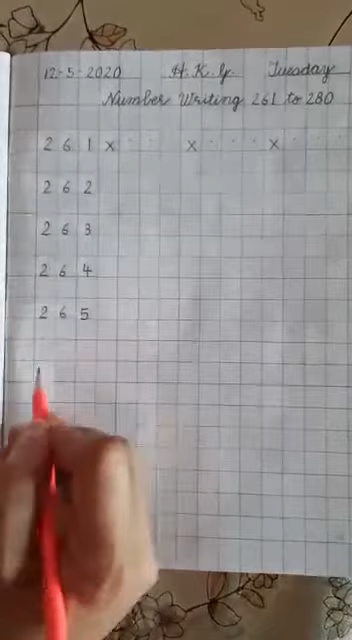 12-5-2020 H.K.G. Tuesday
Number Writing 261 to 280
2 6 1 x x x
2 6 2
2 6 3
2 6 4
2 6 5